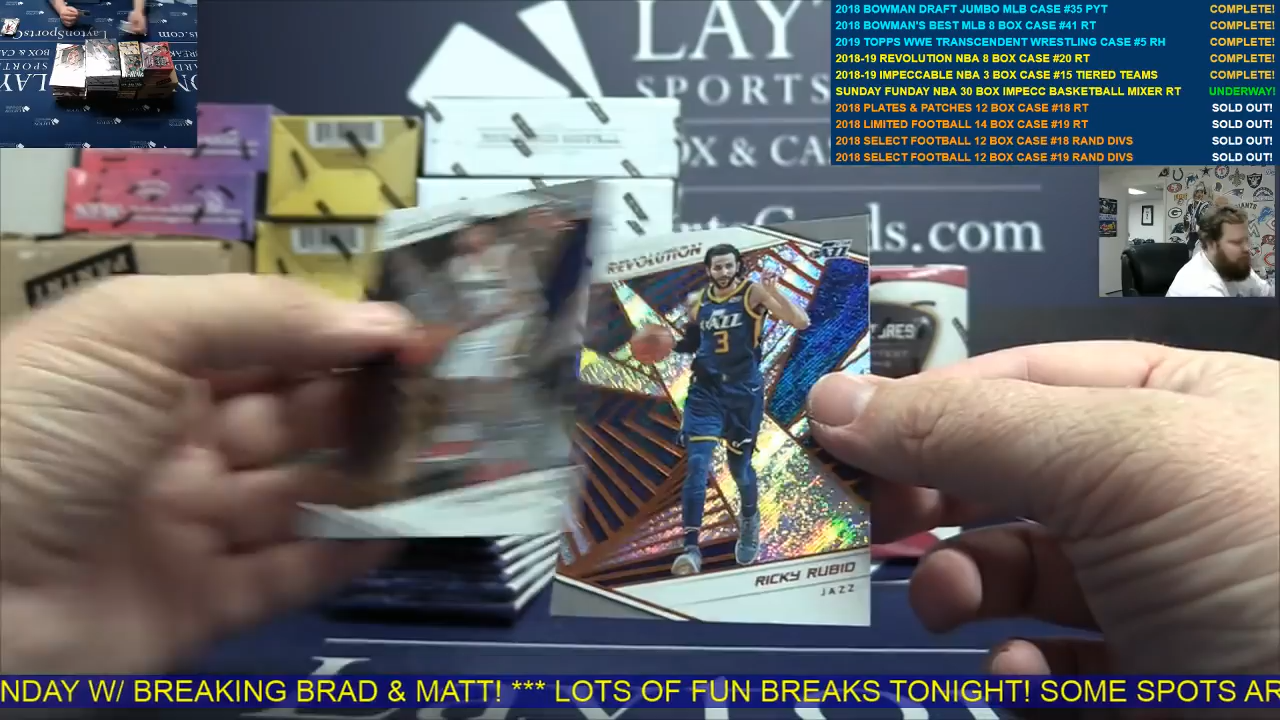 2018 BOWMAN DRAFT JUMBO MLB CASE #35 PYT COMPLETE!
2018 BOWMAN'S BEST MLB 8 BOX CASE #41 RT COMPLETE!
2019 TOPPS WWE TRANSCENDENT WRESTLING CASE #5 RH COMPLETE!
2018-19 REVOLUTION NBA 8 BOX CASE #20 RT COMPLETE!
2018-19 IMPECCABLE NBA 3 BOX CASE #15 TIERED TEAMS COMPLETE!
SUNDAY FUNDAY NBA 30 BOX IMPECC BASKETBALL MIXER RT UNDERWAY!
2018 PLATES & PATCHES 12 BOX CASE #18 RT SOLD OUT!
2018 LIMITED FOOTBALL 14 BOX CASE #19 RT SOLD OUT!
2018 SELECT FOOTBALL 12 BOX CASE #18 RAND DIVS SOLD OUT!
2018 SELECT FOOTBALL 12 BOX CASE #19 RAND DIVS SOLD OUT!
LAYT
SPORTS
OX & CA
ds.com
REVOLUTION JAZZ
JAZZ
3
RICKY RUBIO
JAZZ
NDAY W/ BREAKING BRAD & MATT! *** LOTS OF FUN BREAKS TONIGHT! SOME SPOTS AR